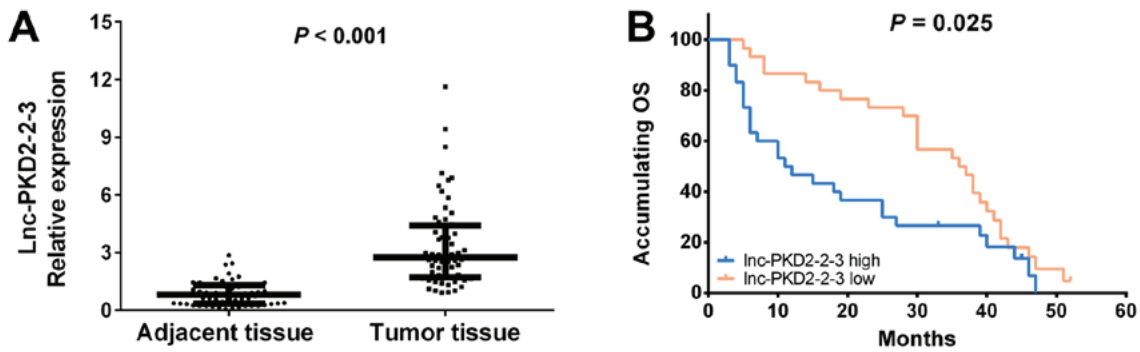 A
Lnc-PKD2-2-3
Relative expression
15
12
9
6
3
0
P < 0.001
Adjacent tissue
Tumor tissue
B
P = 0.025
Accumulating OS
100
80
60
40
20
0
lnc-PKD2-2-3 high
lnc-PKD2-2-3 low
0 10 20 30 40 50 60
Months